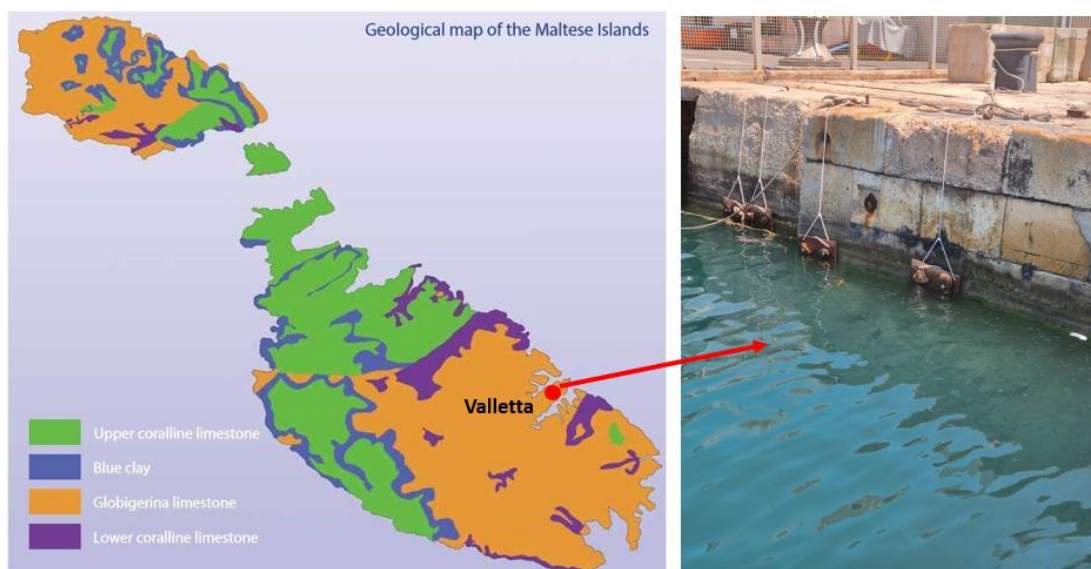 Geological map of the Maltese Islands
Valletta
Upper coralline limestone
Blue clay
Globigerina limestone
Lower coralline limestone